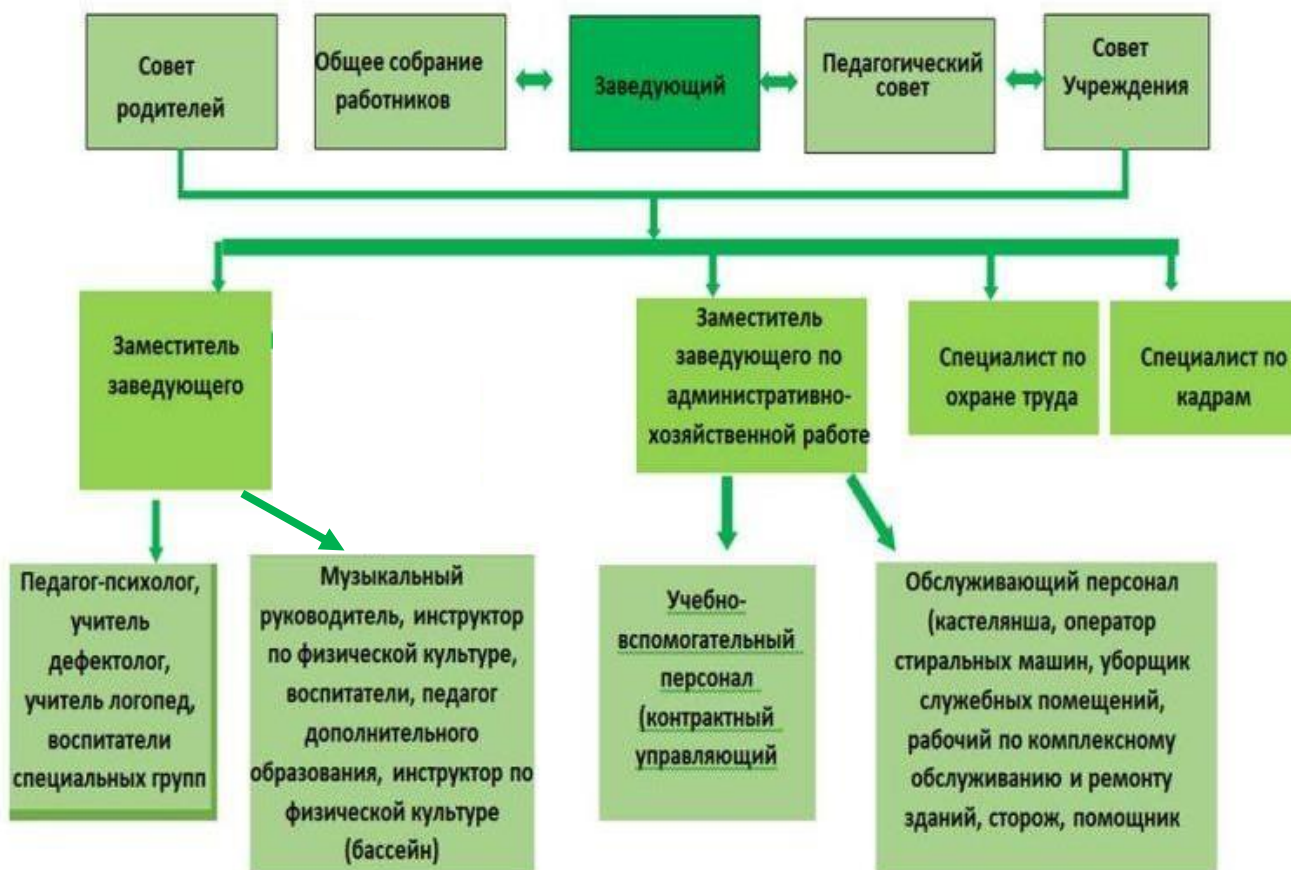 Совет
родителей
Общее собрание
работников
Заведующий
Педагогический
совет
Совет
Учреждения
Заместитель
заведующего
Заместитель
заведующего по
административно-
хозяйственной работе
Специалист по
охране труда
Специалист по
кадрам
Педагог-психолог,
учитель
дефектолог,
учитель логопед,
воспитатели
специальных групп
Музыкальный
руководитель, инструктор
по физической культуре,
воспитатели, педагог
дополнительного
образования, инструктор по
физической культуре
(бассейн)
Учебно-
вспомогательный
персонал
(контрактный
управляющий
Обслуживающий персонал
(кастелянша, оператор
стиральных машин, уборщик
служебных помещений,
рабочий по комплексному
обслуживанию и ремонту
зданий, сторож, помощник